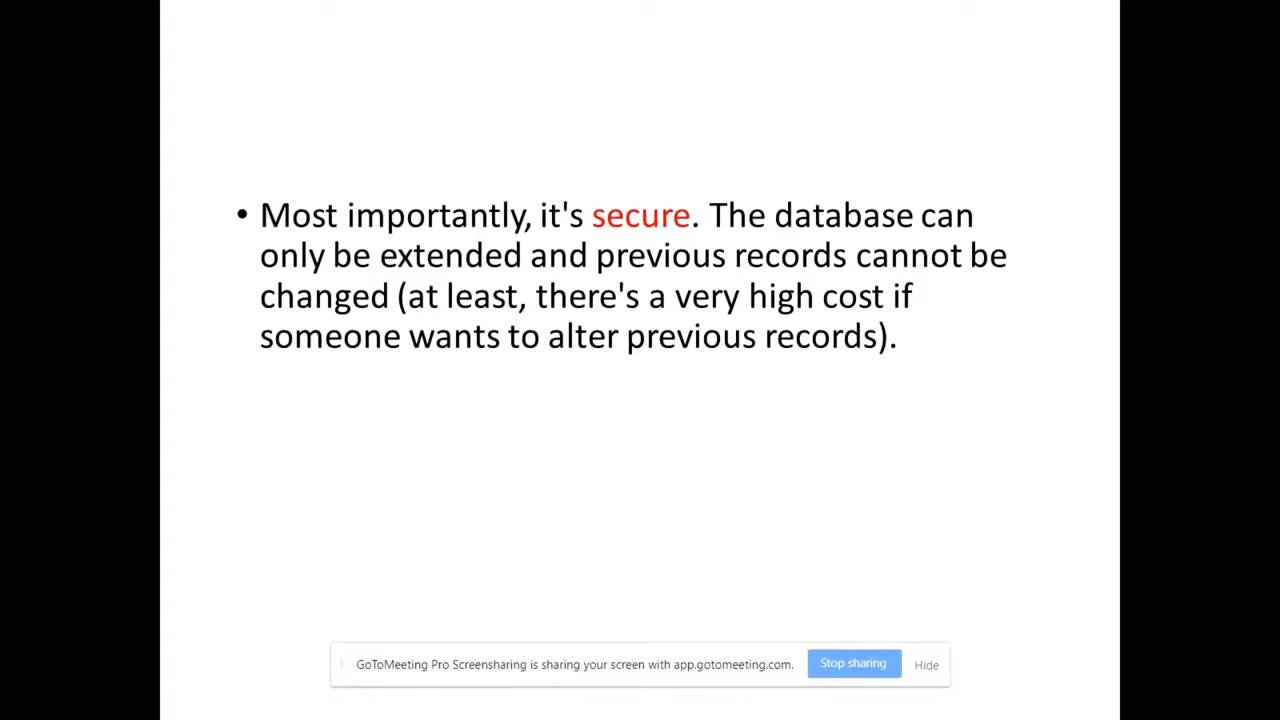 • Most importantly, it's secure. The database can
only be extended and previous records cannot be
changed (at least, there's a very high cost if
someone wants to alter previous records).
GoToMeeting Pro Screensharing is sharing your screen with app.gotomeeting.com. Stop sharing Hide